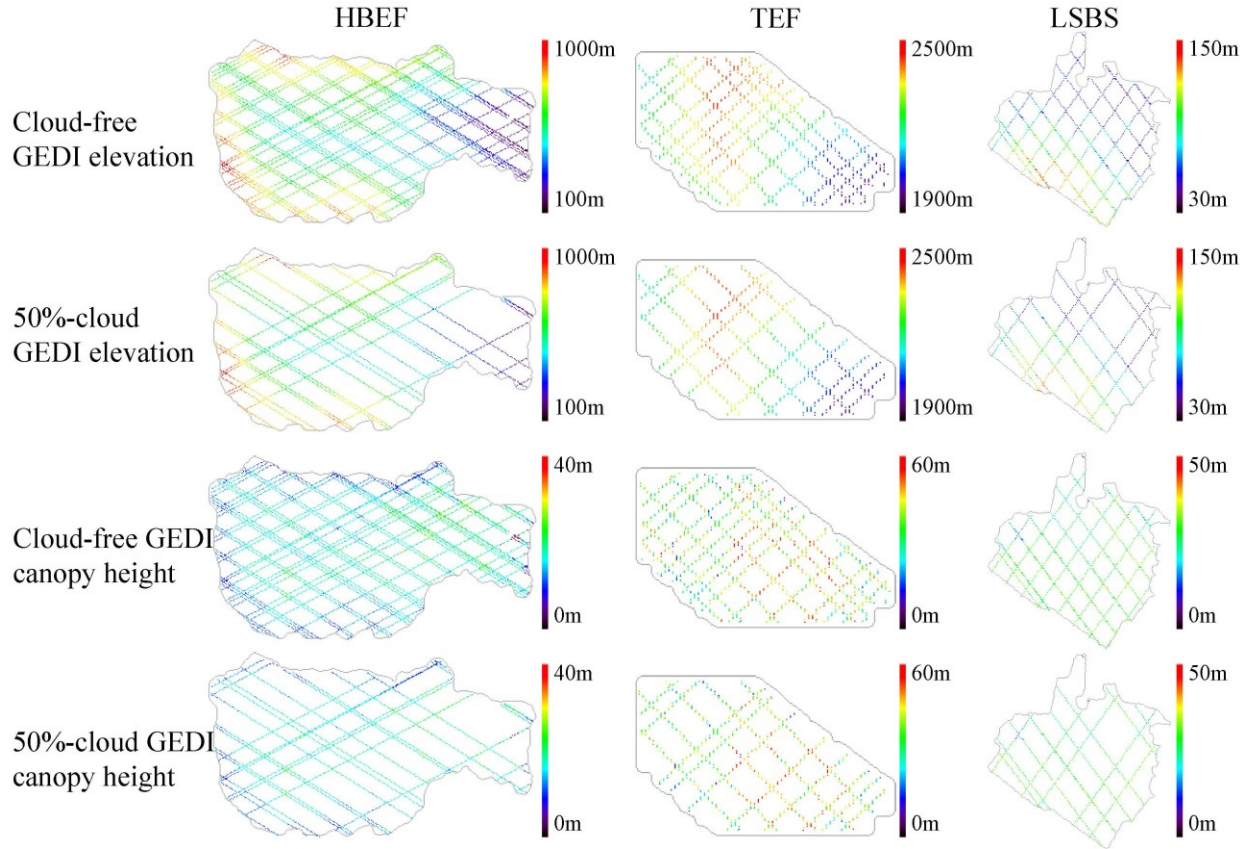 HBEF
TEF
LSBS
Cloud-free
GEDI elevation
1000m
100m
2500m
1900m
150m
30m
50%-cloud
GEDI elevation
1000m
100m
2500m
1900m
150m
30m
Cloud-free GEDI
canopy height
40m
0m
60m
0m
50m
0m
50%-cloud GEDI
canopy height
40m
0m
60m
0m
50m
0m